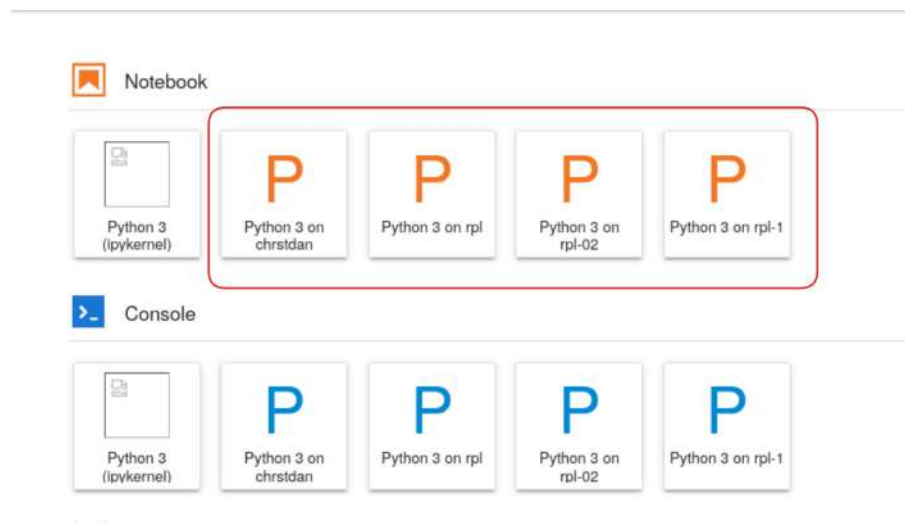 Notebook
Python 3
(ipykernel)
P
Python 3 on
chrstdan
P
Python 3 on rpl
P
Python 3 on
rpl-02
P
Python 3 on rpl-1
>_ Console
Python 3
(ipykernel)
P
Python 3 on
chrstdan
P
Python 3 on rpl
P
Python 3 on
rpl-02
P
Python 3 on rpl-1